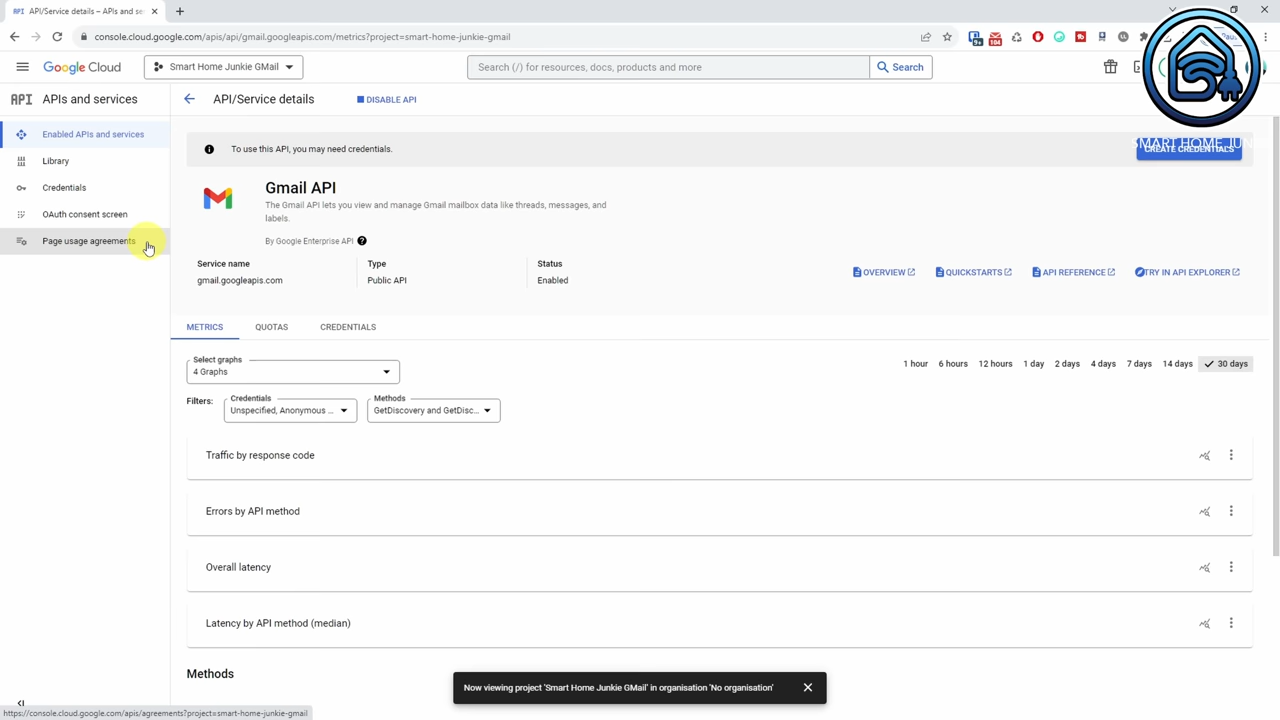 API API/Service details – APIs and se
console.cloud.google.com/apis/api/gmail.googleapis.com/metrics?project=smart-home-junkie-gmail
9+
104
Google Cloud
Smart Home Junkie GMail
Search (/) for resources, docs, products and more
Search
API APIs and services
API/Service details
DISABLE API
Enabled APIs and services
Library
Credentials
OAuth consent screen
Page usage agreements
To use this API, you may need credentials.
SMART HOME JUN
CREATE CREDENTIALS
Gmail API
The Gmail API lets you view and manage Gmail mailbox data like threads, messages, and
labels.
By Google Enterprise API
Service name
gmail.googleapis.com
Type
Public API
Status
Enabled
OVERVIEW
QUICKSTARTS
API REFERENCE
TRY IN API EXPLORER
METRICS
QUOTAS
CREDENTIALS
Select graphs
4 Graphs
1 hour 6 hours 12 hours 1 day 2 days 4 days 7 days 14 days 30 days
Filters:
Credentials
Unspecified, Anonymous ...
Methods
GetDiscovery and GetDisc...
Traffic by response code
Errors by API method
Overall latency
Latency by API method (median)
Methods
Now viewing project 'Smart Home Junkie GMail' in organisation 'No organisation'
https://console.cloud.google.com/apis/agreements?project=smart-home-junkie-gmail